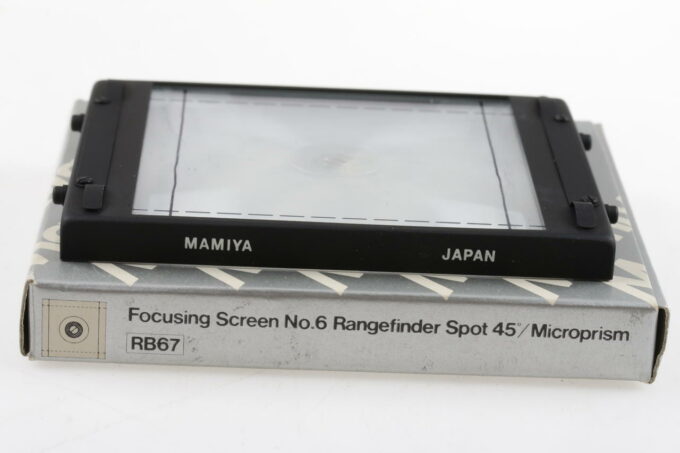 MAMIYA JAPAN
Focusing Screen No.6 Rangefinder Spot 45°/Microprism
RB67